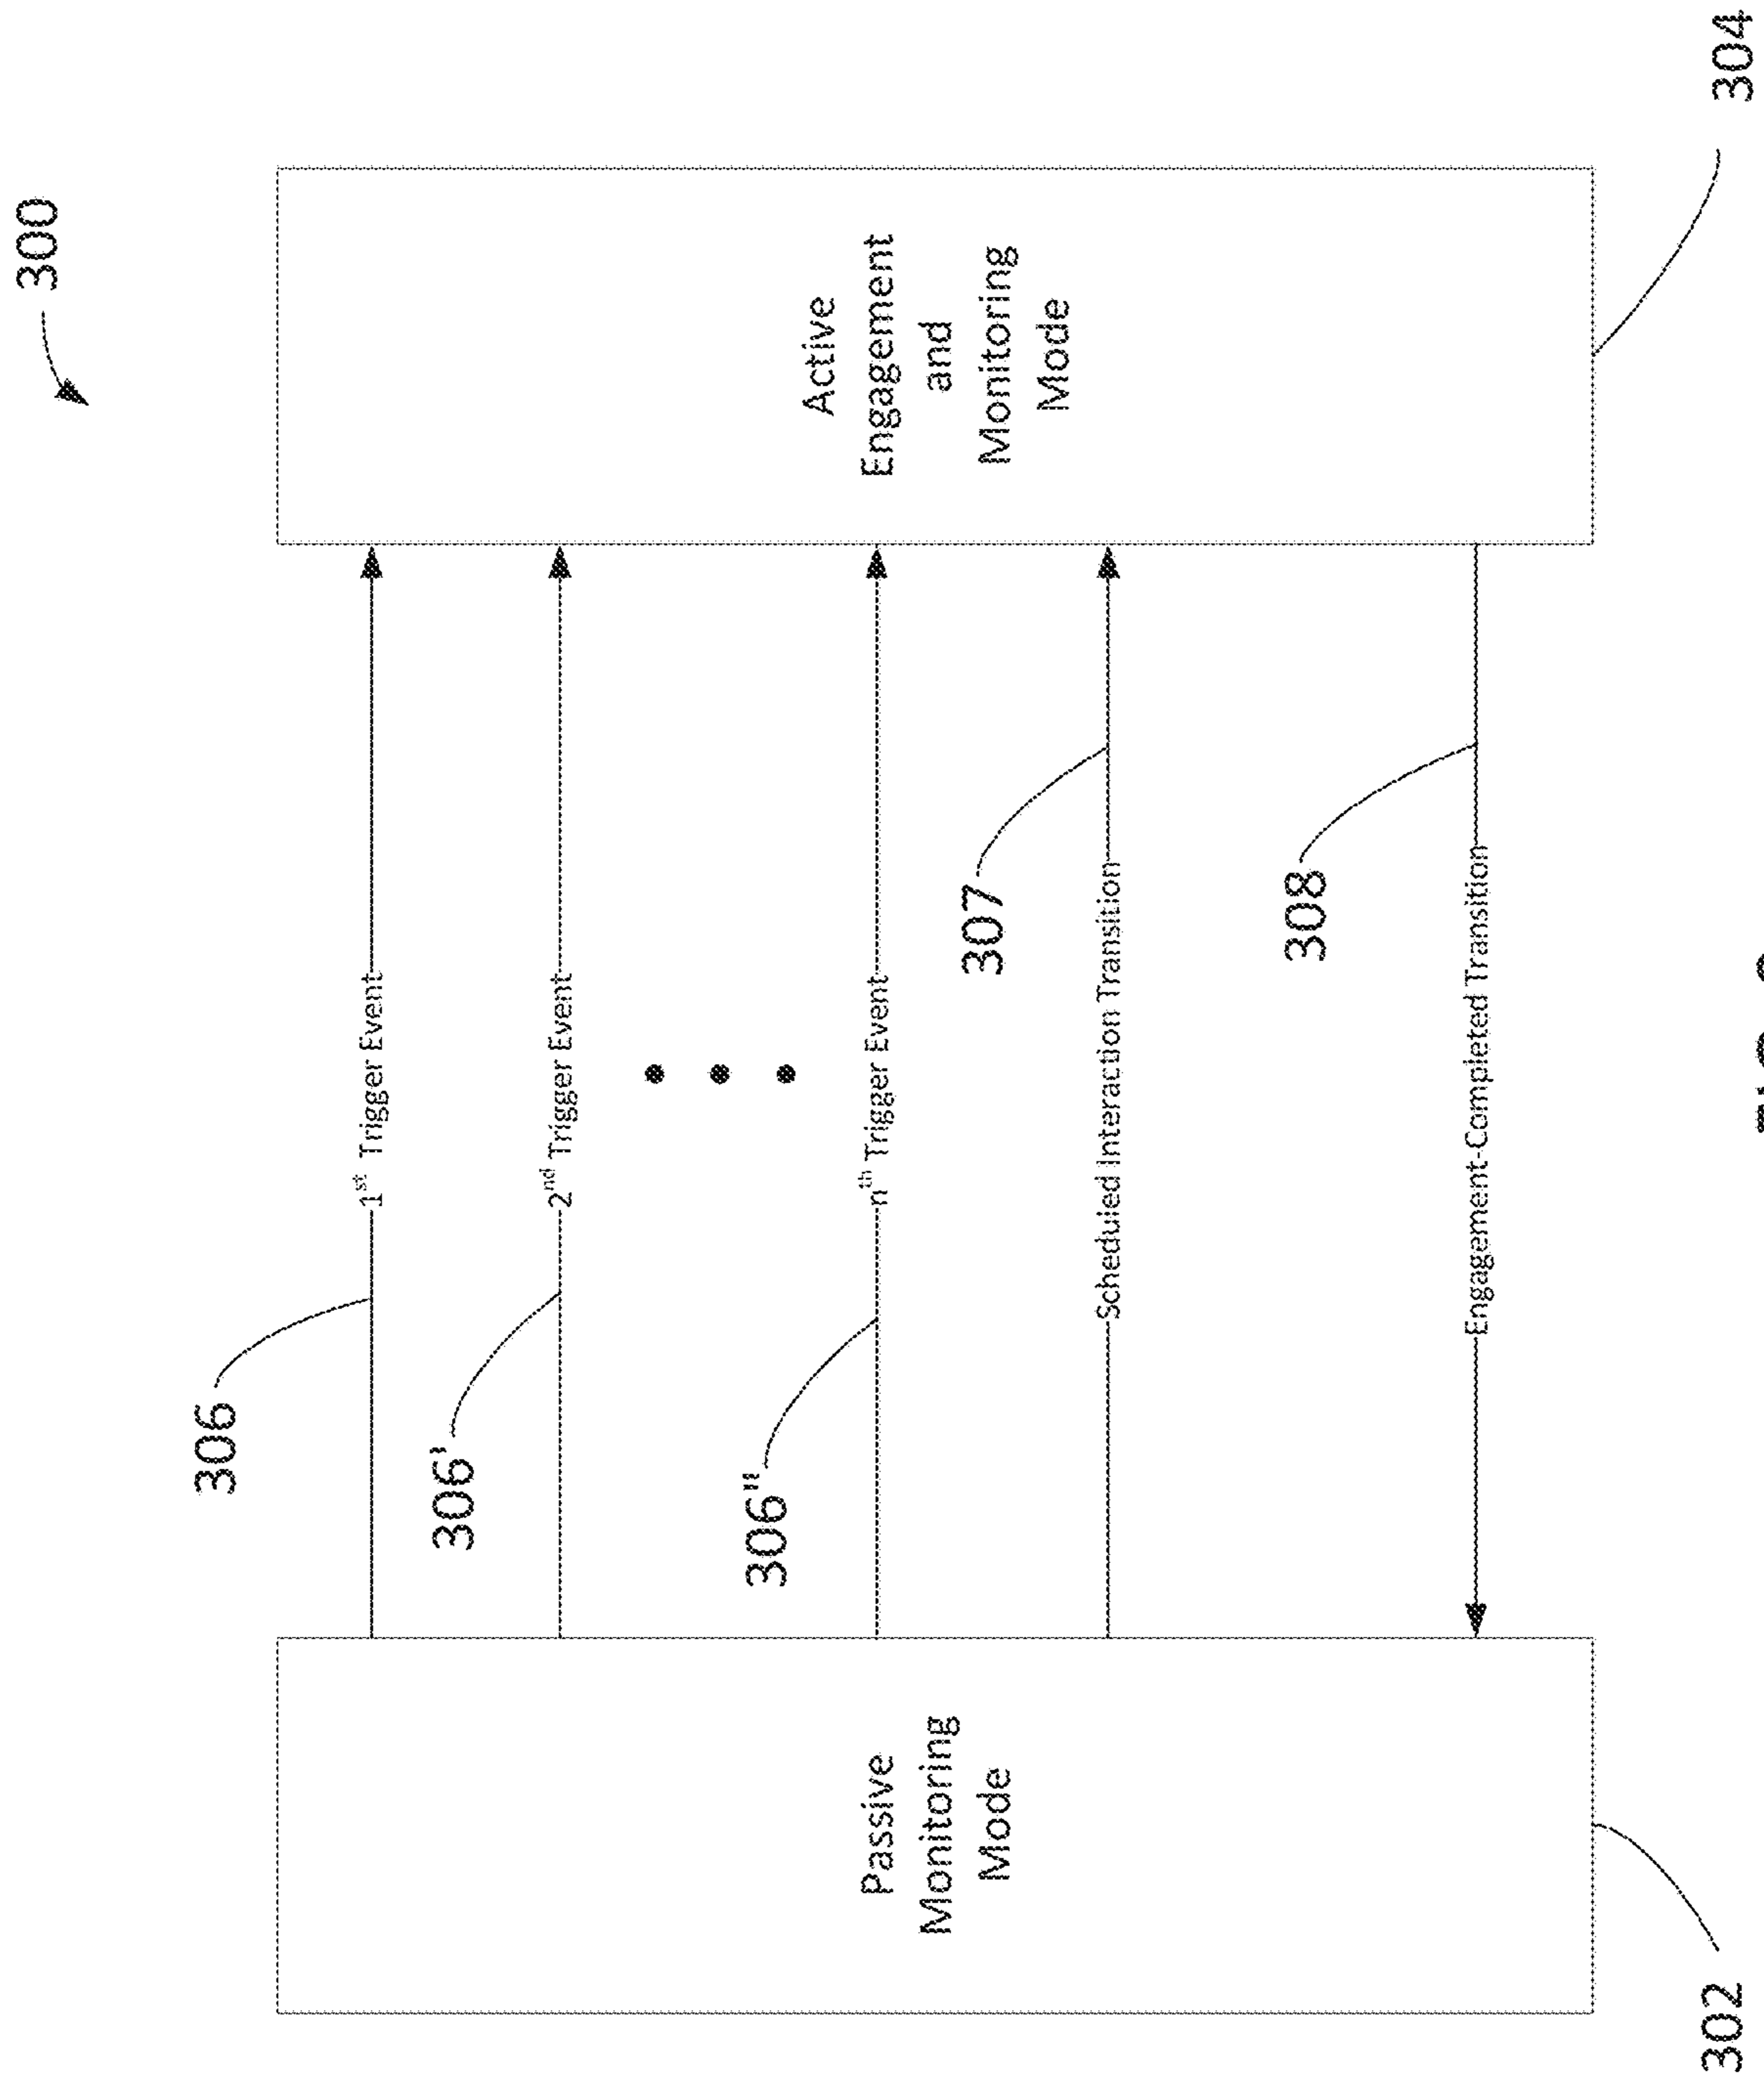 300
306
1st Trigger Event
306'
2nd Trigger Event
306"
nth Trigger Event
307
Scheduled Interaction Transition
308
Engagement-Completed Transition
Passive
Monitoring
Mode
Active
Engagement
and
Monitoring
Mode
302
304